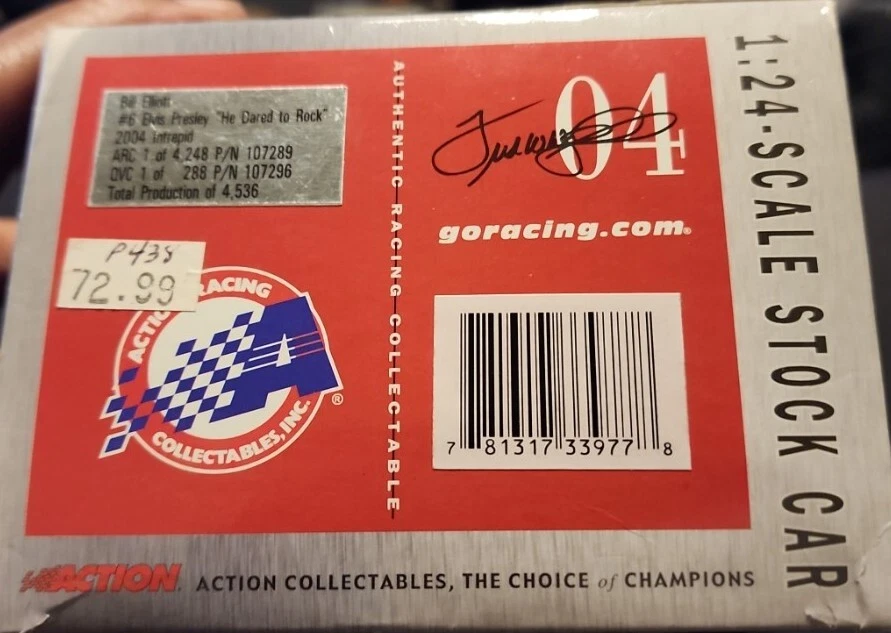 Bill Elliott
#6 Elvis Presley "He Dared to Rock"
2004 Intrepid
ARC 1 of 4,248 P/N 107289
QVC 1 of 288 P/N 107296
Total Production of 4,536
P438
72.99
ACTION RACING
COLLECTABLES, INC.
®
AUTHENTIC RACING COLLECTABLE
04
goracing.com®
7 81317 33977 8
1:24-SCALE STOCK CAR
ACTION® ACTION COLLECTABLES, THE CHOICE of CHAMPIONS